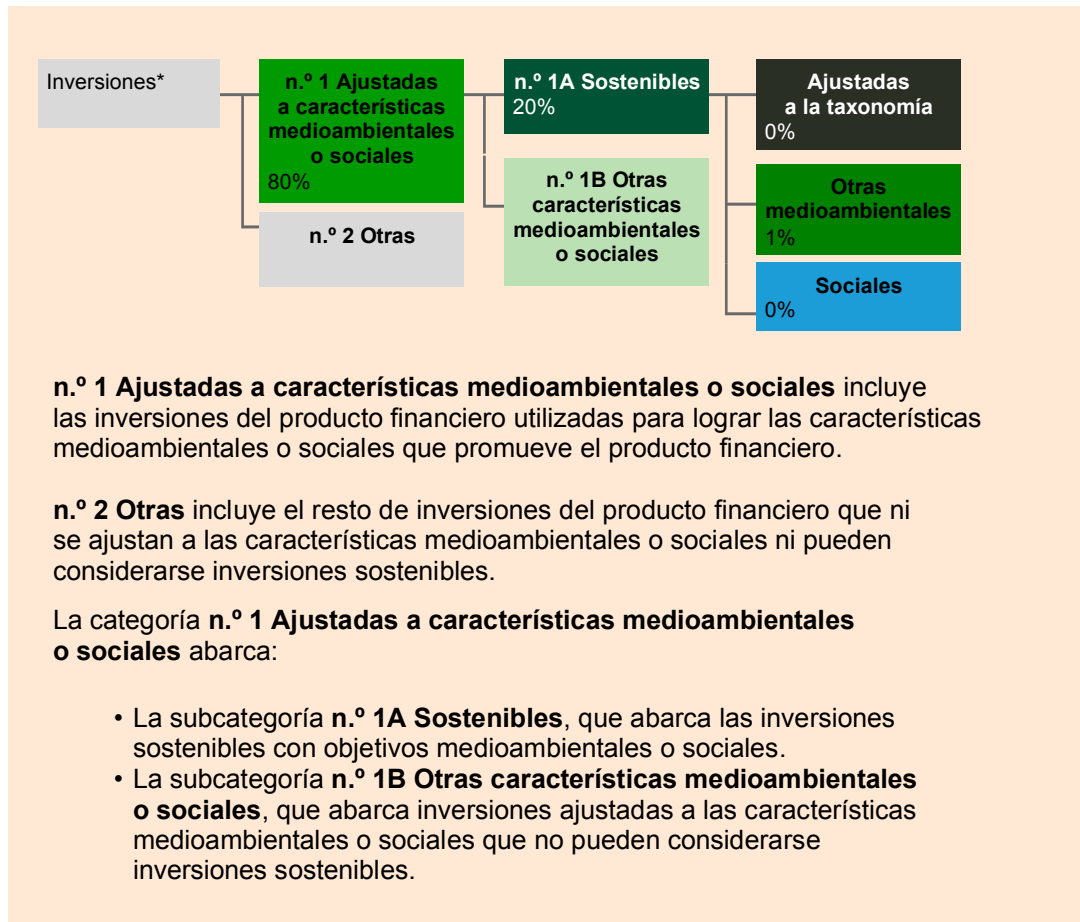 Inversiones*
n.º 1 Ajustadas
a características
medioambientales
o sociales
80%
n.º 2 Otras
n.º 1A Sostenibles
20%
n.º 1B Otras
características
medioambientales
o sociales
Ajustadas
a la taxonomía
0%
Otras
medioambientales
1%
Sociales
0%
n.º 1 Ajustadas a características medioambientales o sociales incluye
las inversiones del producto financiero utilizadas para lograr las características
medioambientales o sociales que promueve el producto financiero.
n.º 2 Otras incluye el resto de inversiones del producto financiero que ni
se ajustan a las características medioambientales o sociales ni pueden
considerarse inversiones sostenibles.
La categoría n.º 1 Ajustadas a características medioambientales
o sociales abarca:
• La subcategoría n.º 1A Sostenibles, que abarca las inversiones
sostenibles con objetivos medioambientales o sociales.
• La subcategoría n.º 1B Otras características medioambientales
o sociales, que abarca inversiones ajustadas a las características
medioambientales o sociales que no pueden considerarse
inversiones sostenibles.